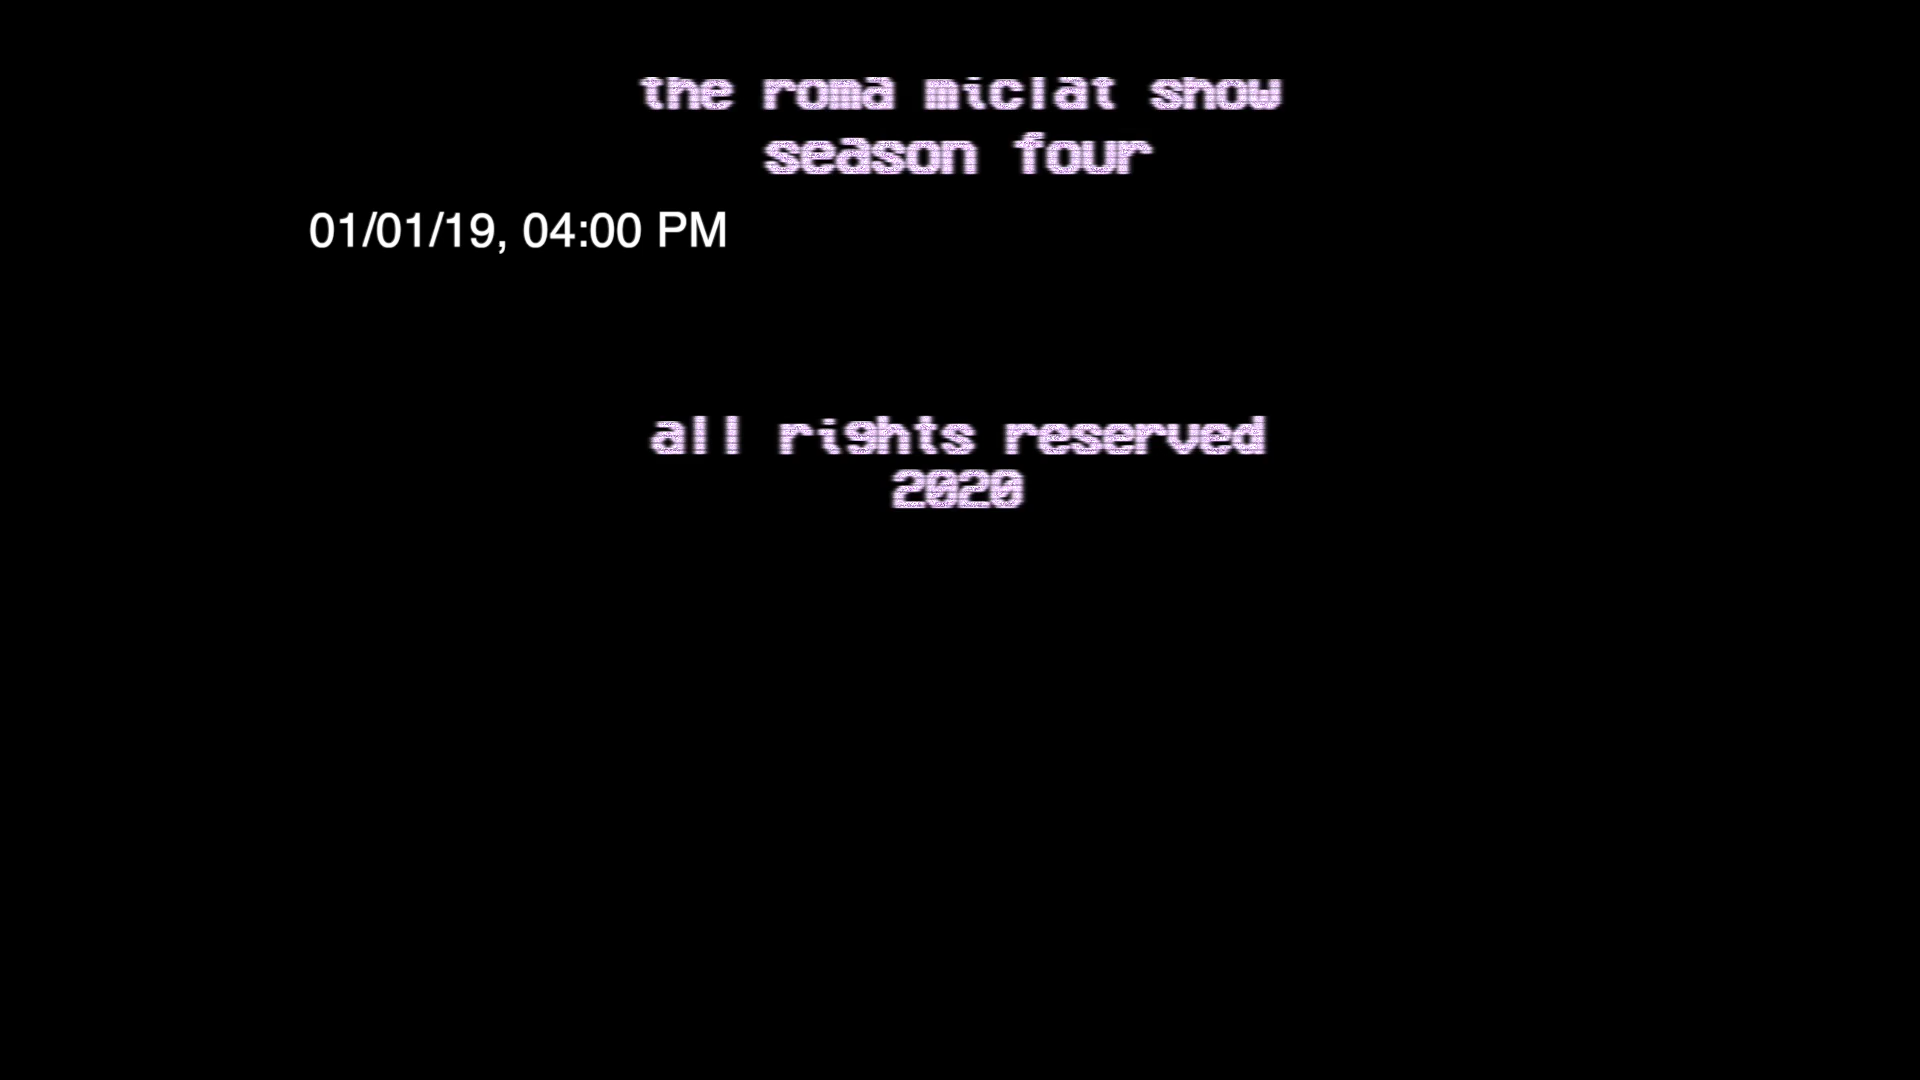 the roma miclat show
season four
01/01/19, 04:00 PM
all rights reserved
2020